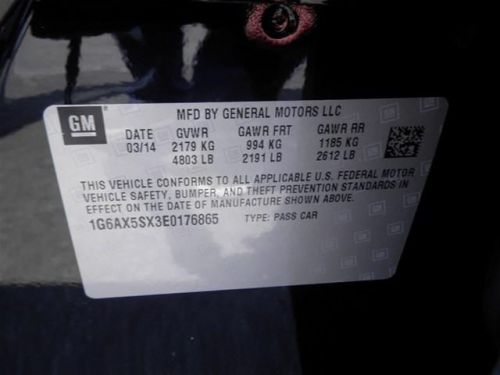 GM
MFD BY GENERAL MOTORS LLC
DATE GVWR GAWR FRT GAWR RR
03/14 2179 KG 994 KG 1185 KG
4803 LB 2191 LB 2612 LB
THIS VEHICLE CONFORMS TO ALL APPLICABLE U.S. FEDERAL MOTOR
VEHICLE SAFETY, BUMPER, AND THEFT PREVENTION STANDARDS IN
EFFECT ON THE DATE OF MANUFACTURE SHOWN ABOVE.
1G6AX5SX3E0176865 TYPE: PASS CAR